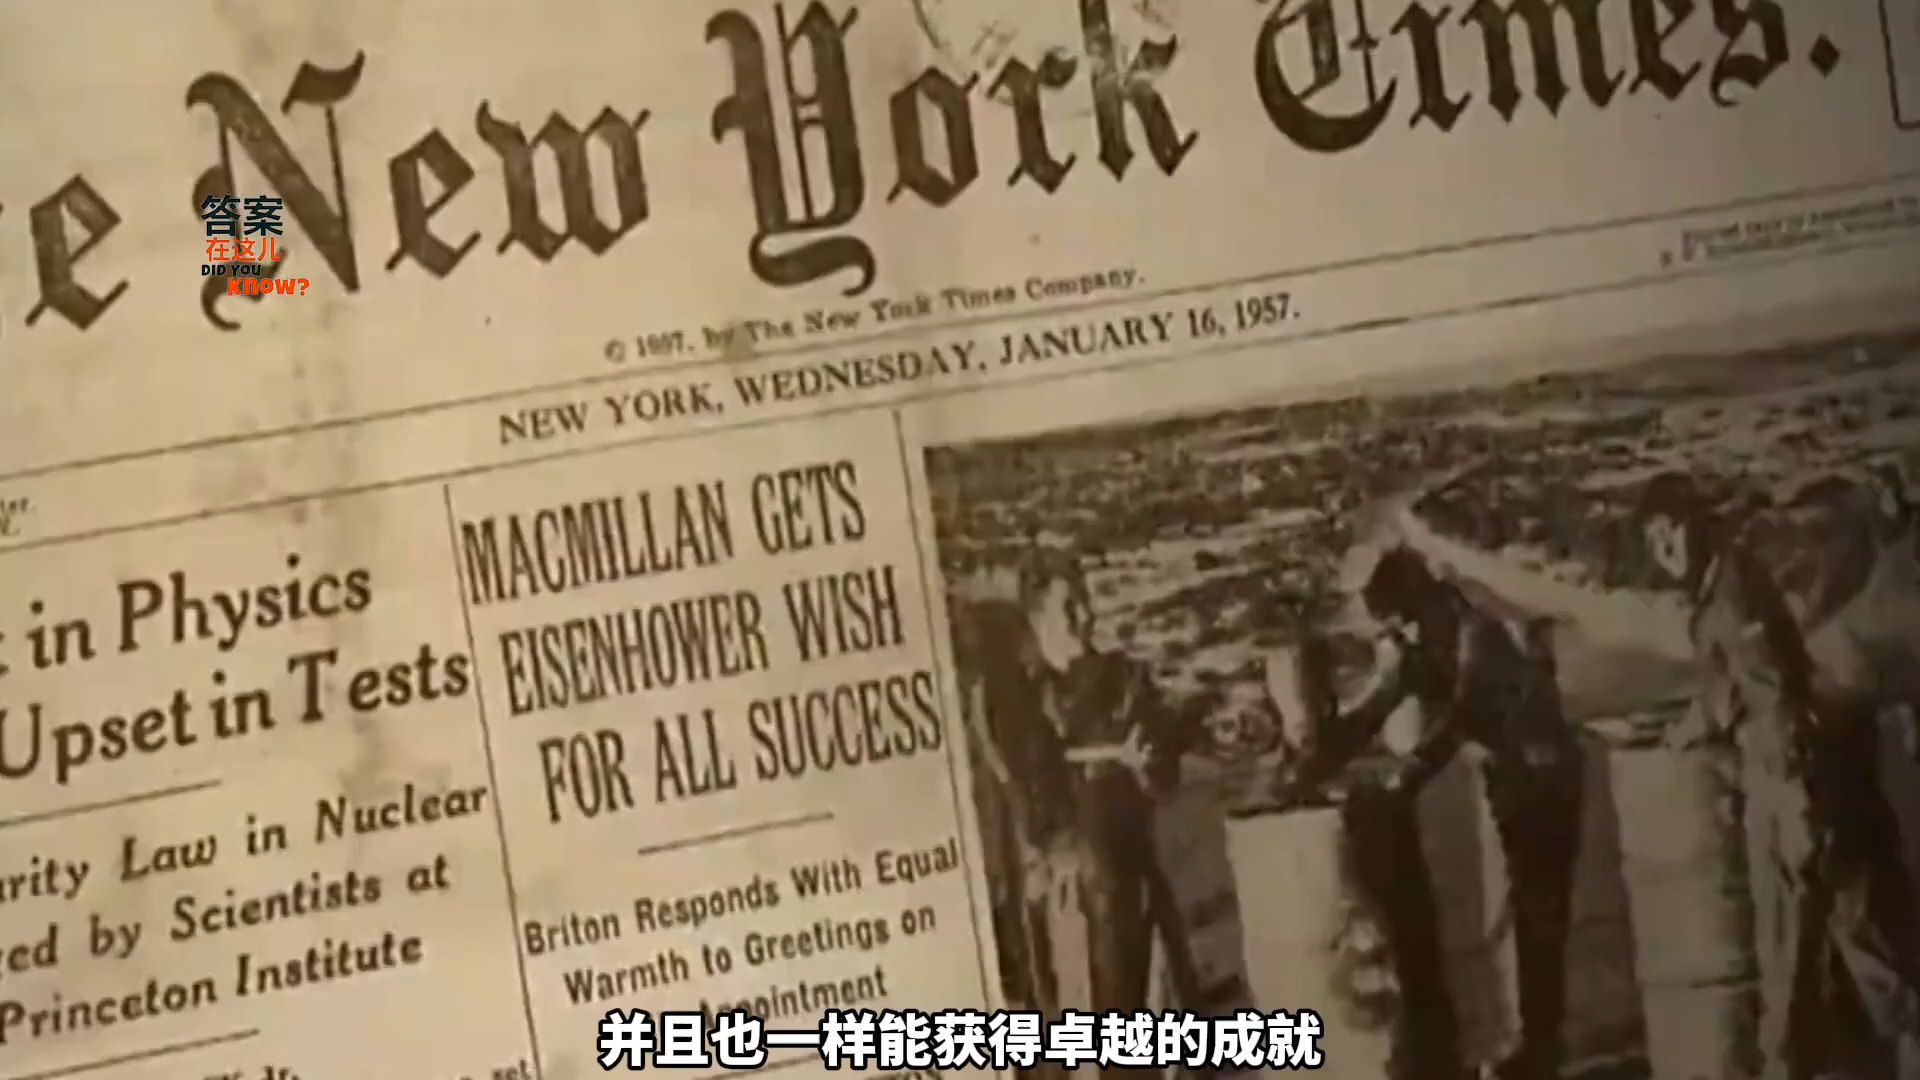 e New York Times.
答案
在这儿
DID YOU
KNOW?
© 1957, by The New York Times Company.
NEW YORK, WEDNESDAY, JANUARY 16, 1957.
in Physics
Upset in Tests
Law in Nuclear
by Scientists at
Princeton Institute
MACMILLAN GETS
EISENHOWER WISH
FOR ALL SUCCESS
Briton Responds With Equal
Warmth to Greetings on
Appointment
并且也一样能获得卓越的成就